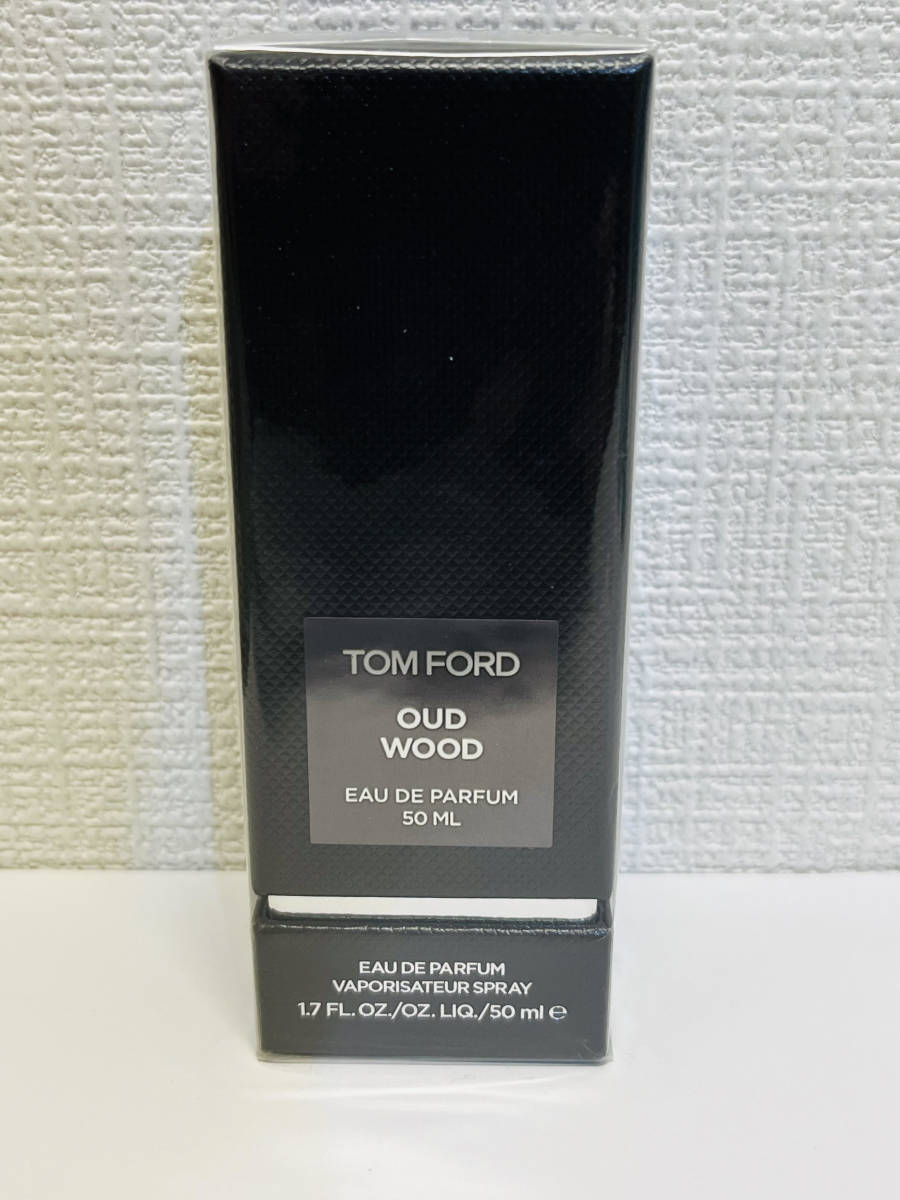 TOM FORD
OUD
WOOD
EAU DE PARFUM
50 ML
EAU DE PARFUM
VAPORISATEUR SPRAY
1.7 FL. OZ./OZ. LIQ./50 ml ℮